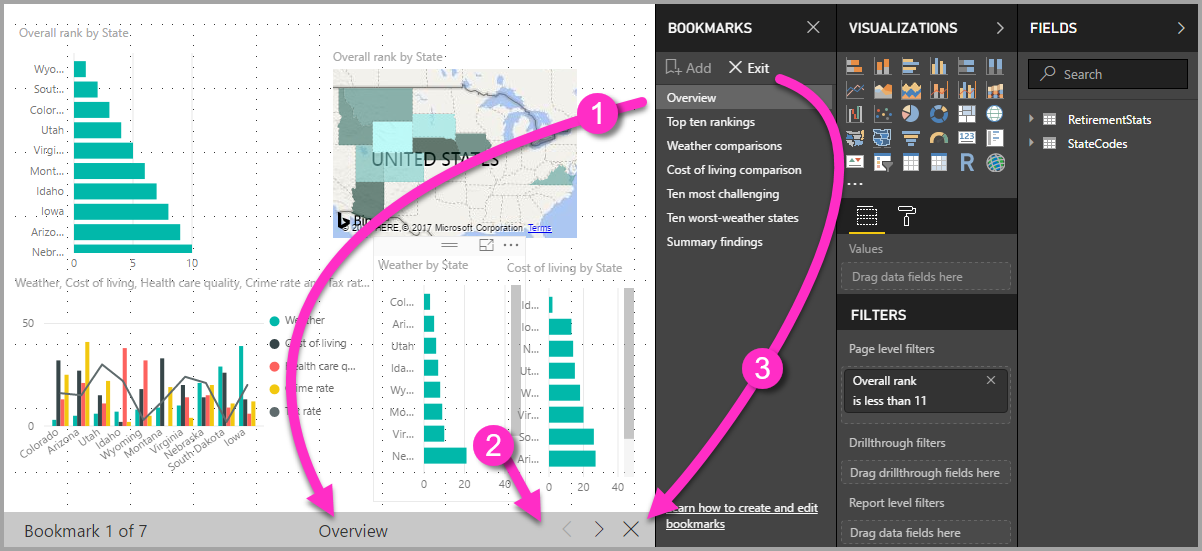 Overall rank by State
Wyo...
Sout...
Color...
Utah
Virgi...
Mont...
Idaho
Iowa
Arizo...
Nebr...
0
5
10
Overall rank by State
UNITED STATES
Bing
© 2017 HERE, © 2017 Microsoft Corporation Terms
Weather, Cost of living, Health care quality, Crime rate and Tax rat...
50
0
Colorado
Arizona
Utah
Idaho
Wyoming
Montana
Virginia
Nebraska
South Dakota
Iowa
Weather
Cost of living
Health care q...
Crime rate
Tax rate
Weather by State
Col...
Ari...
Utah
Ida...
Wy...
Mo...
Vir...
Ne...
0
20
40
Cost of living by State
Id...
Io...
N...
Ut...
W...
Vir...
So...
Ari...
0
20
40
1
2
3
Bookmark 1 of 7
Overview
BOOKMARKS
Add
Exit
Overview
Top ten rankings
Weather comparisons
Cost of living comparison
Ten most challenging
Ten worst-weather states
Summary findings
Learn how to create and edit
bookmarks
VISUALIZATIONS
123
R
Values
Drag data fields here
FILTERS
Page level filters
Overall rank
is less than 11
Drillthrough filters
Drag drillthrough fields here
Report level filters
Drag data fields here
FIELDS
Search
RetirementStats
StateCodes